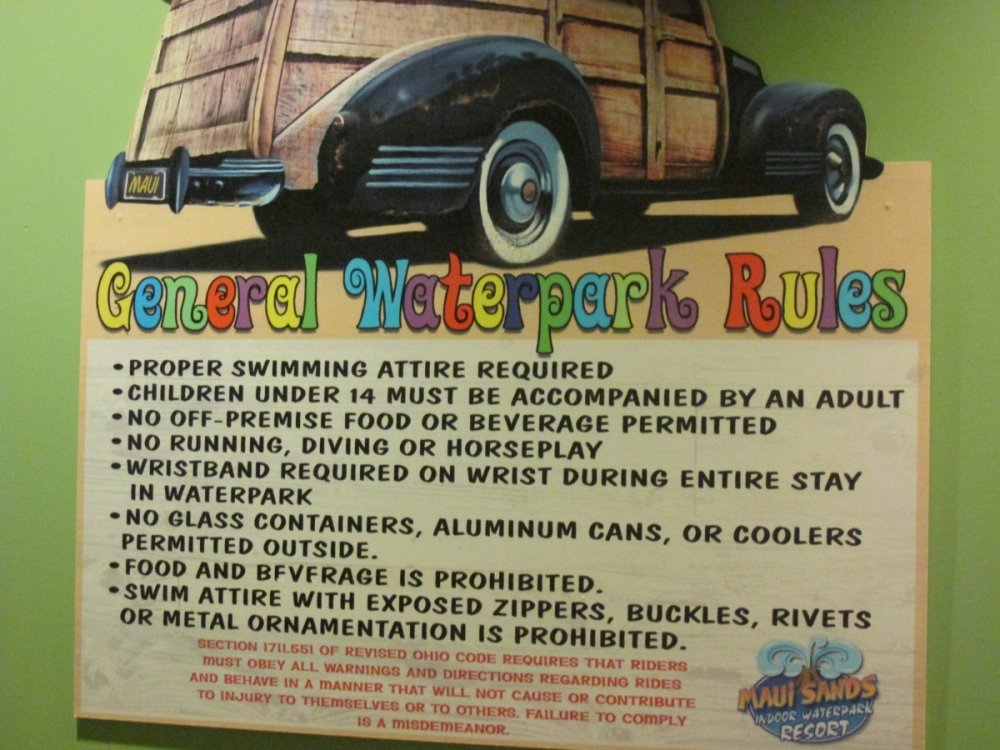 MAUI
General Waterpark Rules
• PROPER SWIMMING ATTIRE REQUIRED
• CHILDREN UNDER 14 MUST BE ACCOMPANIED BY AN ADULT
• NO OFF-PREMISE FOOD OR BEVERAGE PERMITTED
• NO RUNNING, DIVING OR HORSEPLAY
• WRISTBAND REQUIRED ON WRIST DURING ENTIRE STAY
IN WATERPARK
• NO GLASS CONTAINERS, ALUMINUM CANS, OR COOLERS
PERMITTED OUTSIDE.
• FOOD AND BFVFRAGE IS PROHIBITED.
• SWIM ATTIRE WITH EXPOSED ZIPPERS, BUCKLES, RIVETS
OR METAL ORNAMENTATION IS PROHIBITED.
SECTION 1711.551 OF REVISED OHIO CODE REQUIRES THAT RIDERS
MUST OBEY ALL WARNINGS AND DIRECTIONS REGARDING RIDES
AND BEHAVE IN A MANNER THAT WILL NOT CAUSE OR CONTRIBUTE
TO INJURY TO THEMSELVES OR TO OTHERS. FAILURE TO COMPLY
IS A MISDEMEANOR.
MAUI SANDS
INDOOR WATERPARK
RESORT